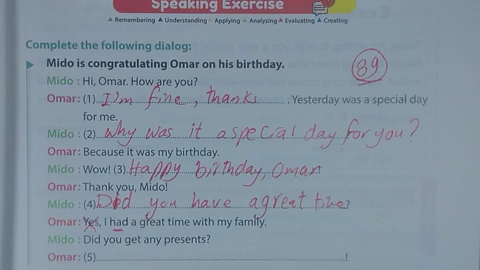 Speaking Exercise
▲ Remembering ▲ Understanding ▲ Applying ▲ Analyzing ▲ Evaluating ▲ Creating
Complete the following dialog:
Mido is congratulating Omar on his birthday.
89
Mido : Hi, Omar. How are you?
Omar: (1) I'm fine, thanks . Yesterday was a special day
for me.
Mido : (2) Why was it a special day for you?
Omar: Because it was my birthday.
Mido : Wow! (3) Happy birthday, Omar
Omar: Thank you, Mido!
Mido : (4) Did you have a great time?
Omar: Yes, I had a great time with my family.
Mido : Did you get any presents?
Omar: (5) !